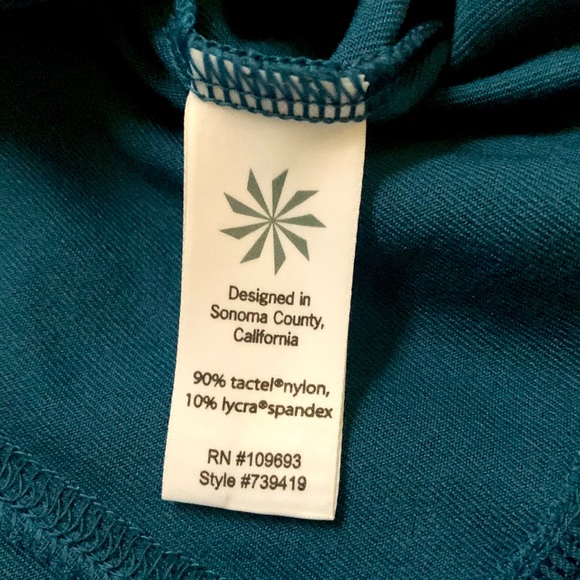 Designed in
Sonoma County,
California
90% tactel®nylon,
10% lycra®spandex
RN #109693
Style #739419